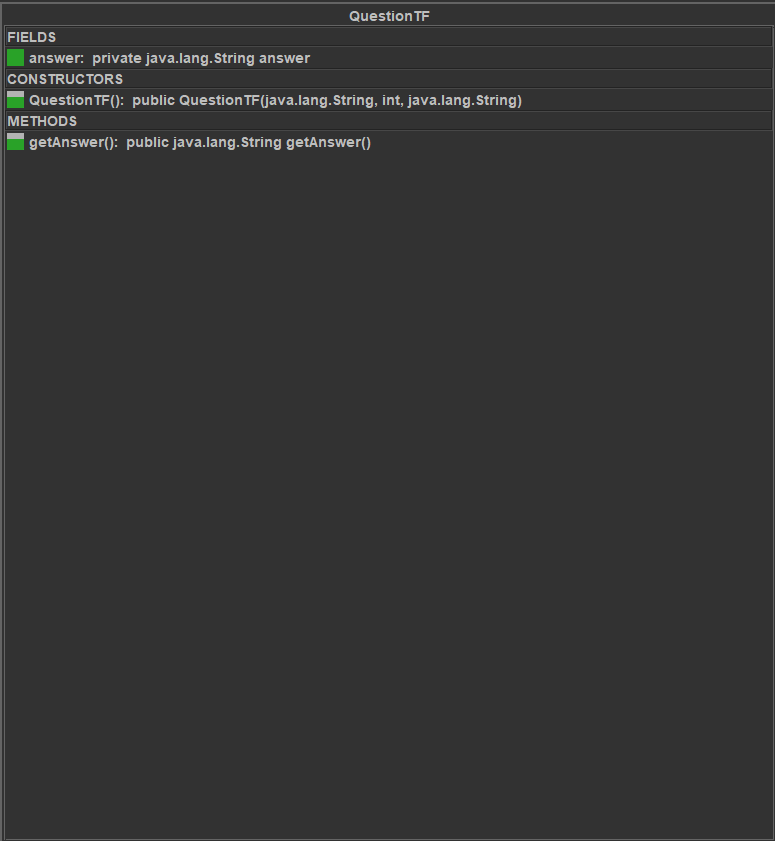 QuestionTF
FIELDS
answer: private java.lang.String answer
CONSTRUCTORS
QuestionTF(): public QuestionTF(java.lang.String, int, java.lang.String)
METHODS
getAnswer(): public java.lang.String getAnswer()